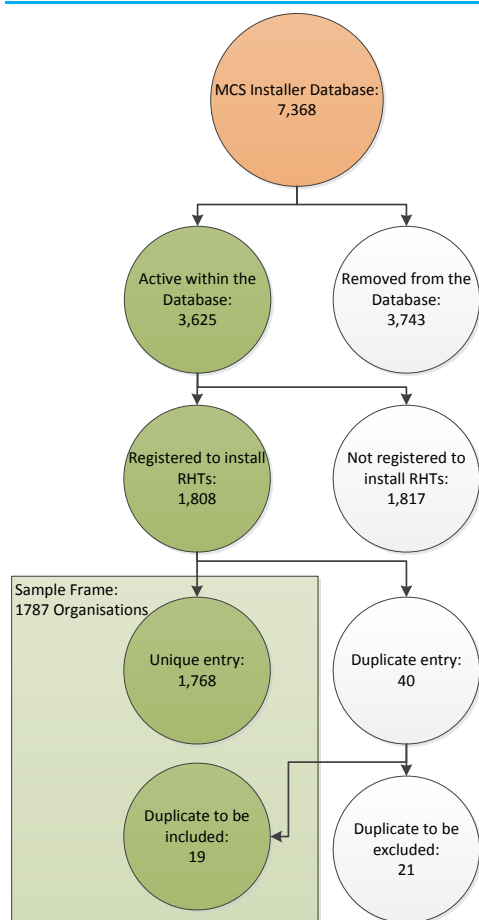 MCS Installer Database:
7,368
Active within the
Database:
3,625
Removed from the
Database:
3,743
Registered to install
RHTs:
1,808
Not registered to
install RHTs:
1,817
Sample Frame:
1787 Organisations
Unique entry:
1,768
Duplicate entry:
40
Duplicate to be
included:
19
Duplicate to be
excluded:
21